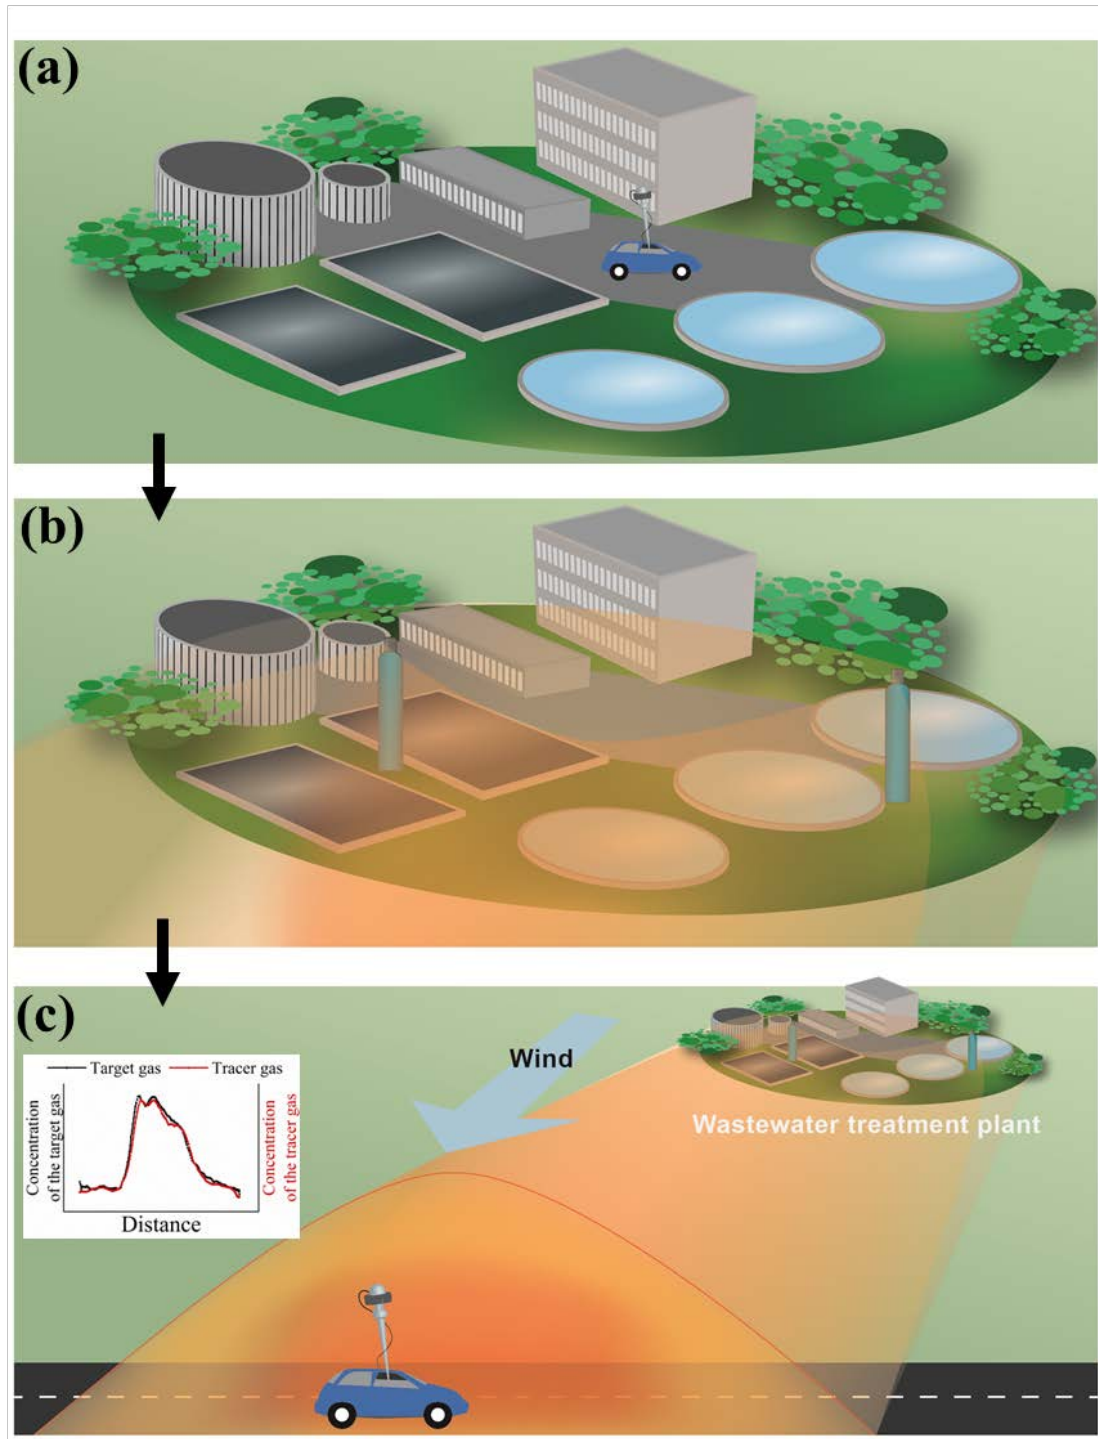 (a)
(b)
(c)
Target gas Tracer gas
Concentration
of the target gas
Concentration
of the tracer gas
Distance
Wind
Wastewater treatment plant